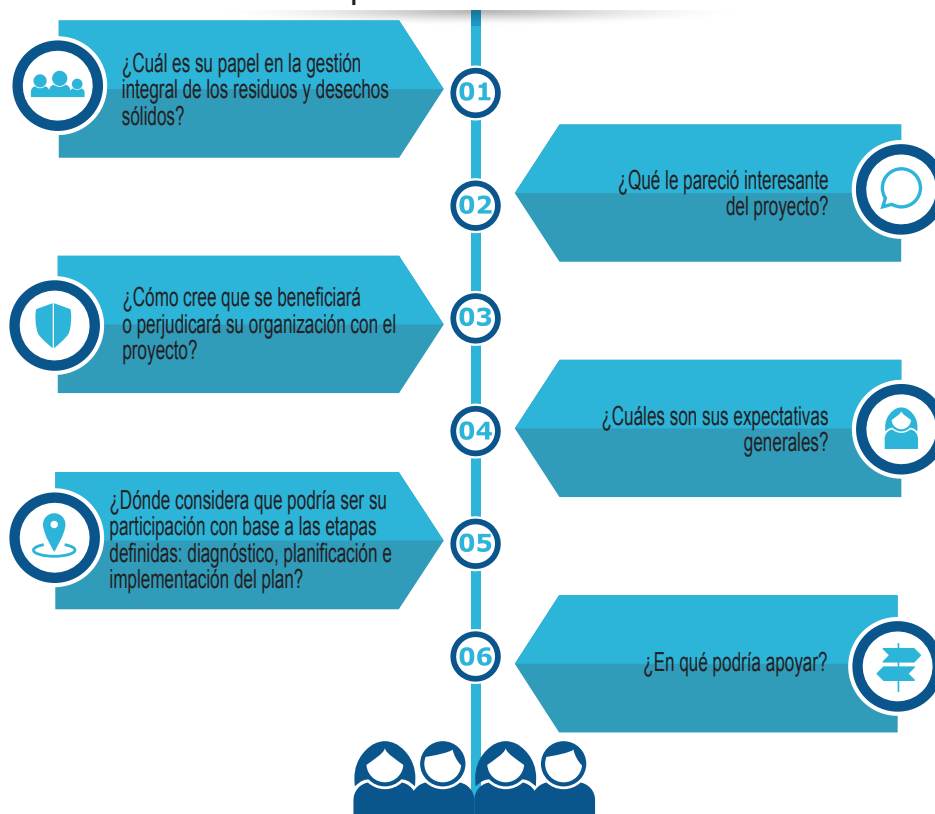 ¿Cuál es su papel en la gestión
integral de los residuos y desechos
sólidos?
01
¿Qué le pareció interesante
del proyecto?
02
¿Cómo cree que se beneficiará
o perjudicará su organización con el
proyecto?
03
¿Cuáles son sus expectativas
generales?
04
¿Dónde considera que podría ser su
participación con base a las etapas
definidas: diagnóstico, planificación e
implementación del plan?
05
¿En qué podría apoyar?
06